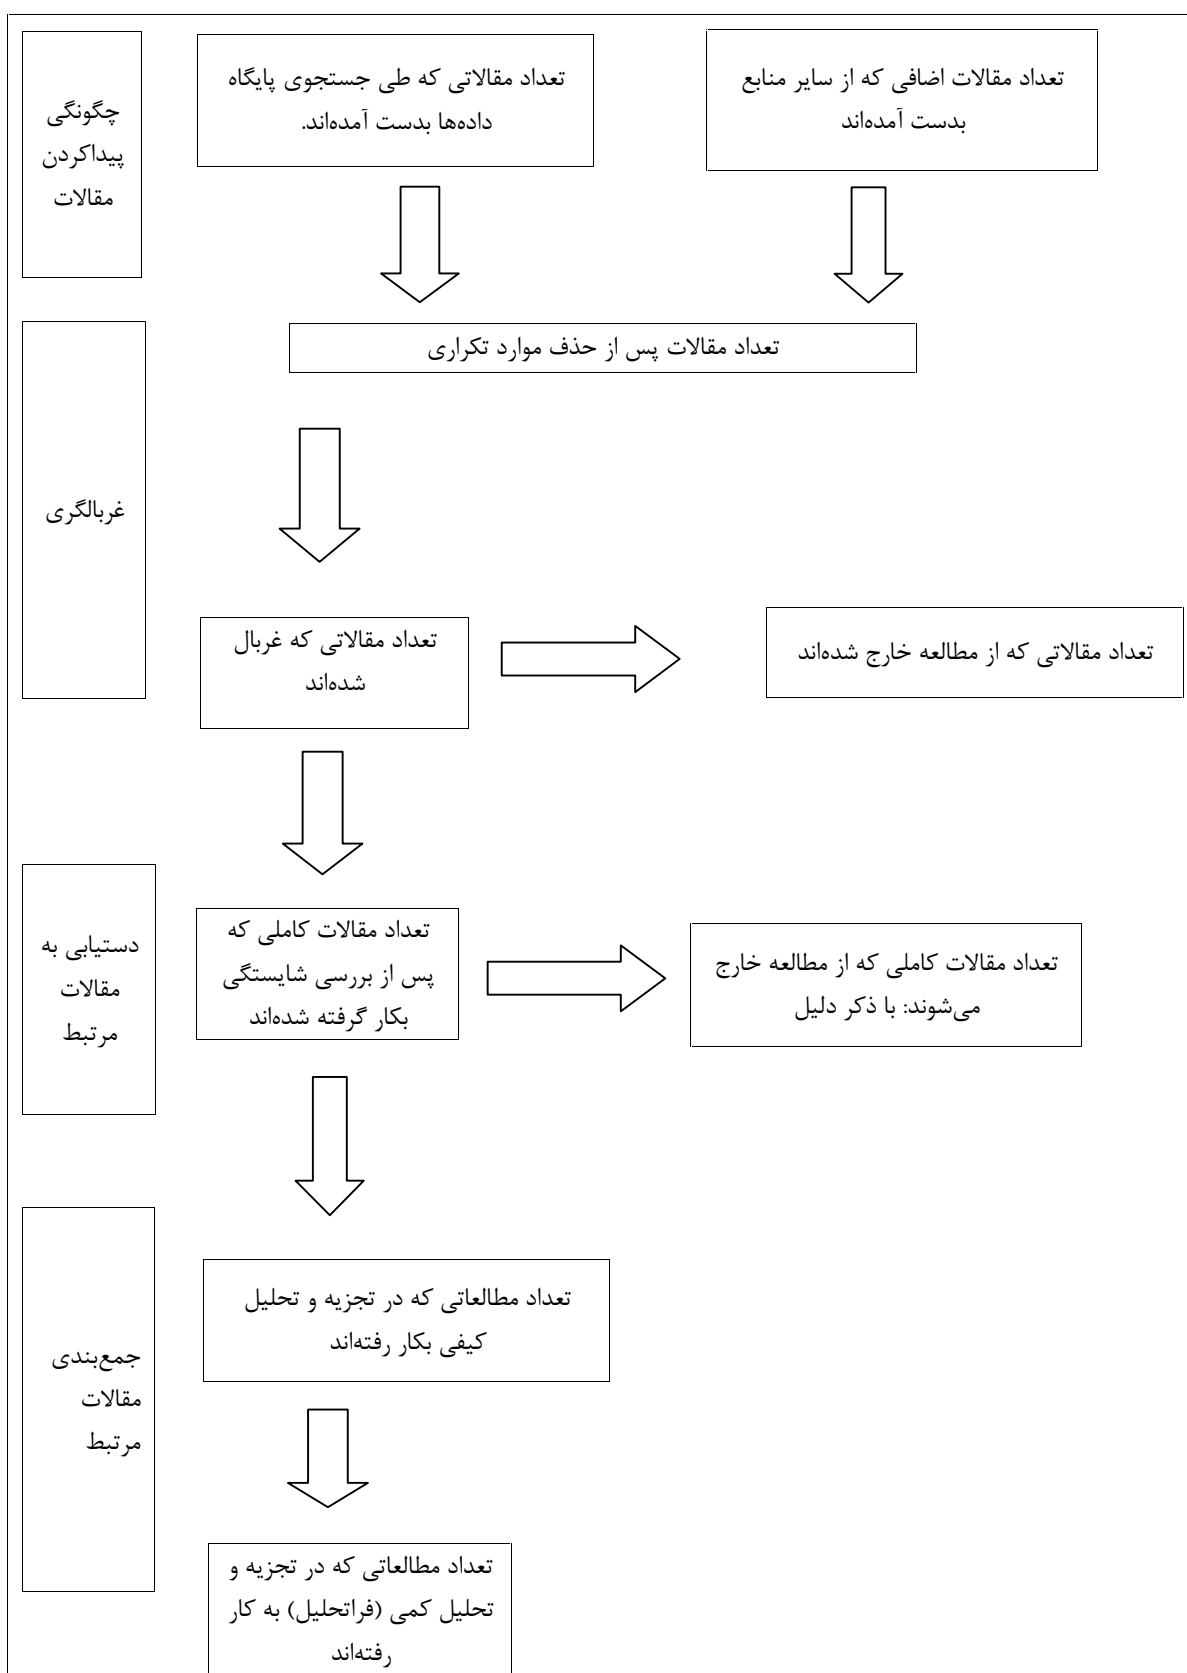 چگونگی
پیداکردن
مقالات
تعداد مقالاتی که طی جستجوی پایگاه
داده‌ها بدست آمده‌اند.
تعداد مقالات اضافی که از سایر منابع
بدست آمده‌اند
غربالگری
تعداد مقالات پس از حذف موارد تکراری
تعداد مقالاتی که غربال
شده‌اند
تعداد مقالاتی که از مطالعه خارج شده‌اند
دستیابی به
مقالات
مرتبط
تعداد مقالات کاملی که
پس از بررسی شایستگی
بکار گرفته شده‌اند
تعداد مقالات کاملی که از مطالعه خارج
می‌شوند: با ذکر دلیل
جمع‌بندی
مقالات
مرتبط
تعداد مطالعاتی که در تجزیه و تحلیل
کیفی بکار رفته‌اند
تعداد مطالعاتی که در تجزیه و
تحلیل کمی (فراتحلیل) به کار
رفته‌اند